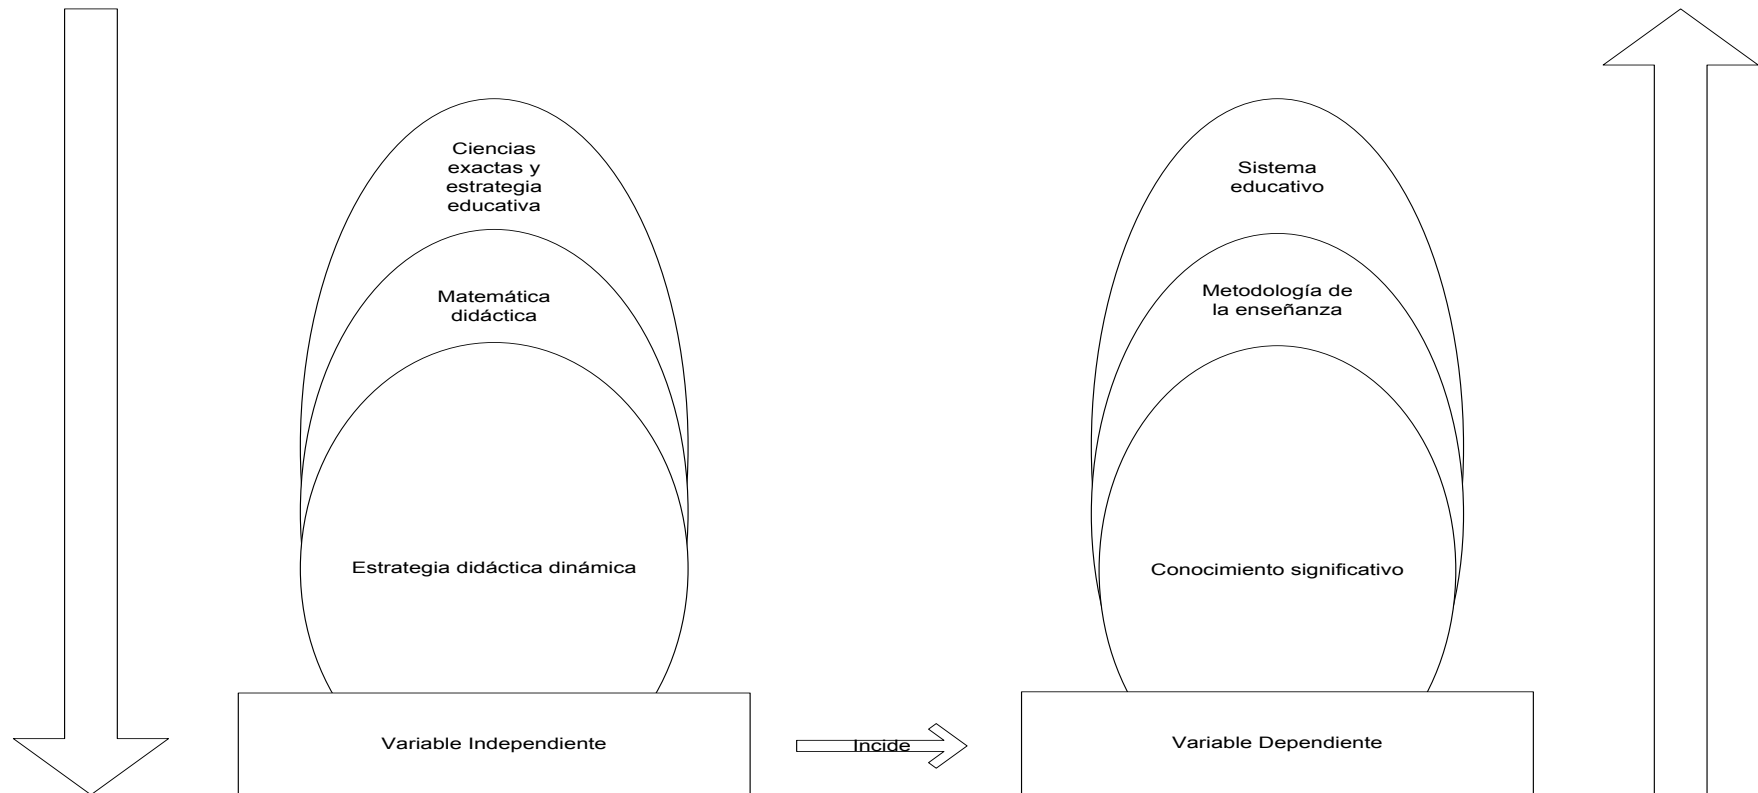 Ciencias
exactas y
estrategia
educativa
Matemática
didáctica
Estrategia didáctica dinámica
Variable Independiente
Incide
Sistema
educativo
Metodología de
la enseñanza
Conocimiento significativo
Variable Dependiente